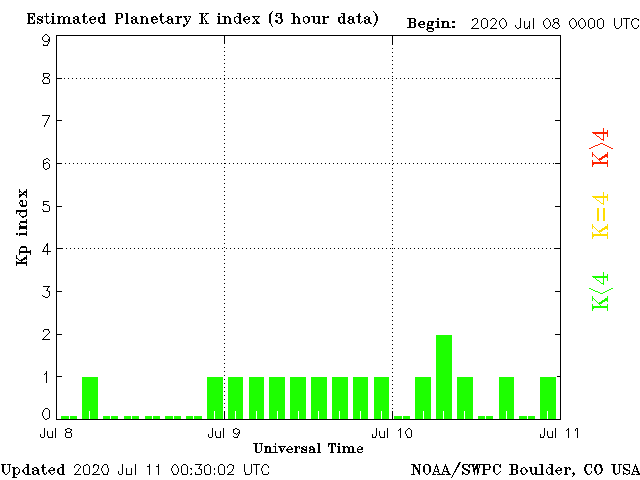 Estimated Planetary K index (3 hour data) Begin: 2020 Jul 08 0000 UTC
9
8
7
6
5
4
3
2
1
0
Kp index
K>4
K=4
K<4
Jul 8 Jul 9 Jul 10 Jul 11
Universal Time
Updated 2020 Jul 11 00:30:02 UTC NOAA/SWPC Boulder, CO USA